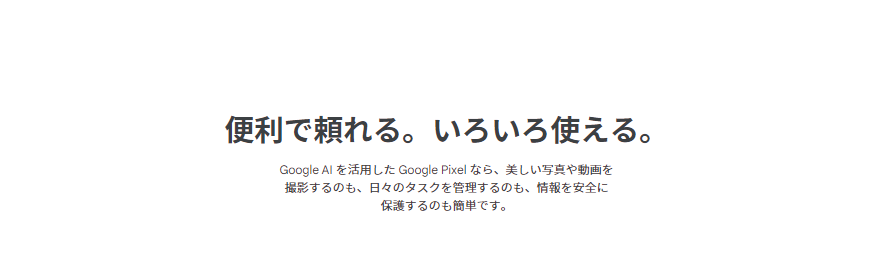 便利で頼れる。いろいろ使える。
Google AI を活用した Google Pixel なら、美しい写真や動画を
撮影するのも、日々のタスクを管理するのも、情報を安全に
保護するのも簡単です。